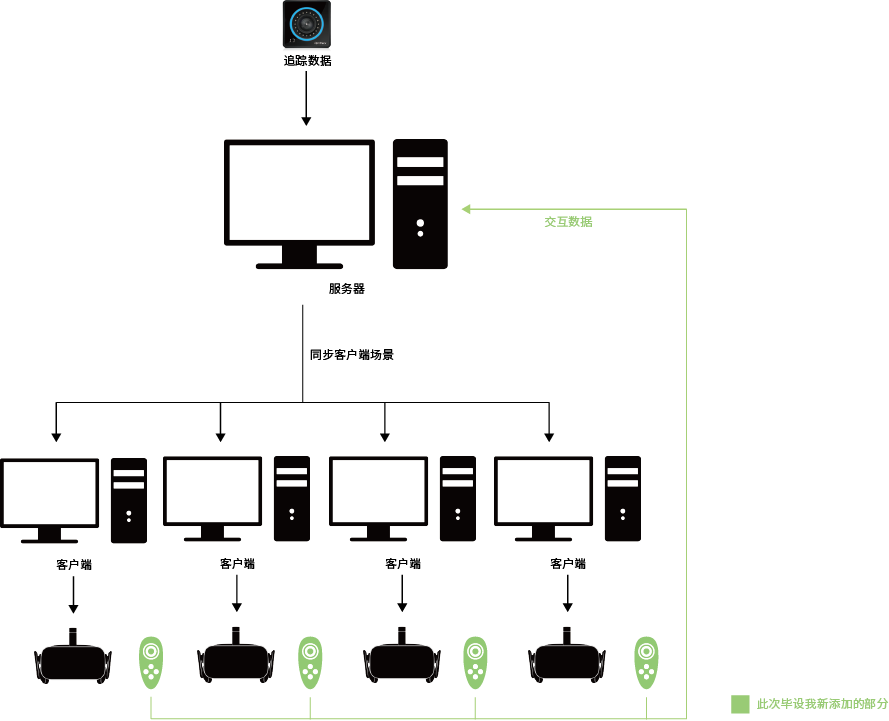 追踪数据
交互数据
服务器
同步客户端场景
客户端
客户端
客户端
客户端
此次毕设我新添加的部分